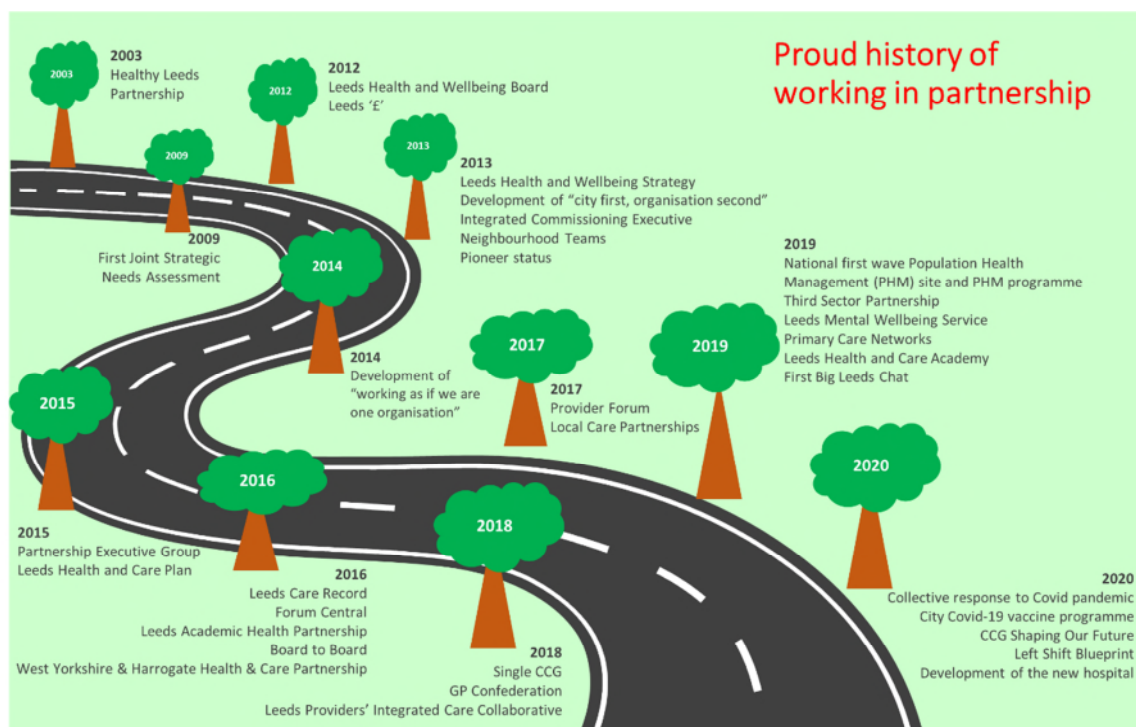 Proud history of
working in partnership
2003
2003
Healthy Leeds
Partnership
2012
2012
Leeds Health and Wellbeing Board
Leeds ‘£’
2009
2009
First Joint Strategic
Needs Assessment
2013
2013
Leeds Health and Wellbeing Strategy
Development of “city first, organisation second”
Integrated Commissioning Executive
Neighbourhood Teams
Pioneer status
2014
2014
Development of
“working as if we are
one organisation”
2015
2015
Partnership Executive Group
Leeds Health and Care Plan
2016
2016
Leeds Care Record
Forum Central
Leeds Academic Health Partnership
Board to Board
West Yorkshire & Harrogate Health & Care Partnership
2017
2017
Provider Forum
Local Care Partnerships
2018
2018
Single CCG
GP Confederation
Leeds Providers’ Integrated Care Collaborative
2019
2019
National first wave Population Health
Management (PHM) site and PHM programme
Third Sector Partnership
Leeds Mental Wellbeing Service
Primary Care Networks
Leeds Health and Care Academy
First Big Leeds Chat
2020
2020
Collective response to Covid pandemic
City Covid-19 vaccine programme
CCG Shaping Our Future
Left Shift Blueprint
Development of the new hospital